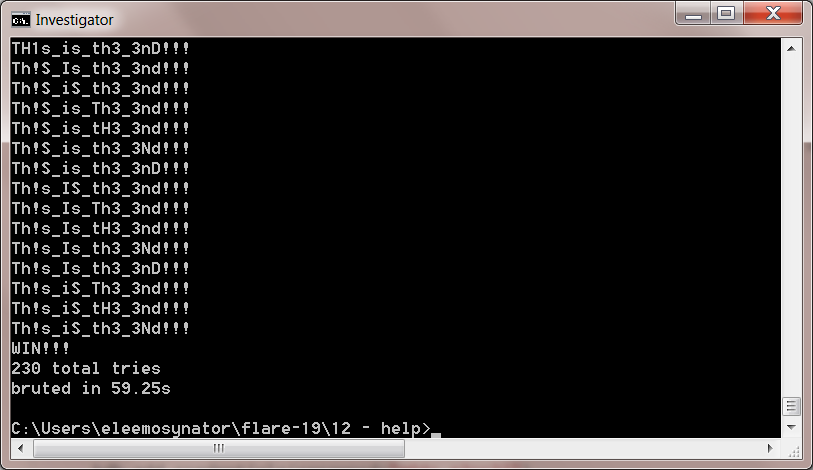 Investigator
TH1s_is_th3_3nD!!!
Th!S_Is_th3_3nd!!!
Th!S_iS_th3_3nd!!!
Th!S_is_Th3_3nd!!!
Th!S_is_tH3_3nd!!!
Th!S_is_th3_3Nd!!!
Th!S_is_th3_3nD!!!
Th!s_IS_th3_3nd!!!
Th!s_Is_Th3_3nd!!!
Th!s_Is_tH3_3nd!!!
Th!s_Is_th3_3Nd!!!
Th!s_Is_th3_3nD!!!
Th!s_iS_Th3_3nd!!!
Th!s_iS_tH3_3nd!!!
Th!s_iS_th3_3Nd!!!
WIN!!!
230 total tries
bruted in 59.25s
C:\Users\eleemosynator\flare-19\12 - help>_